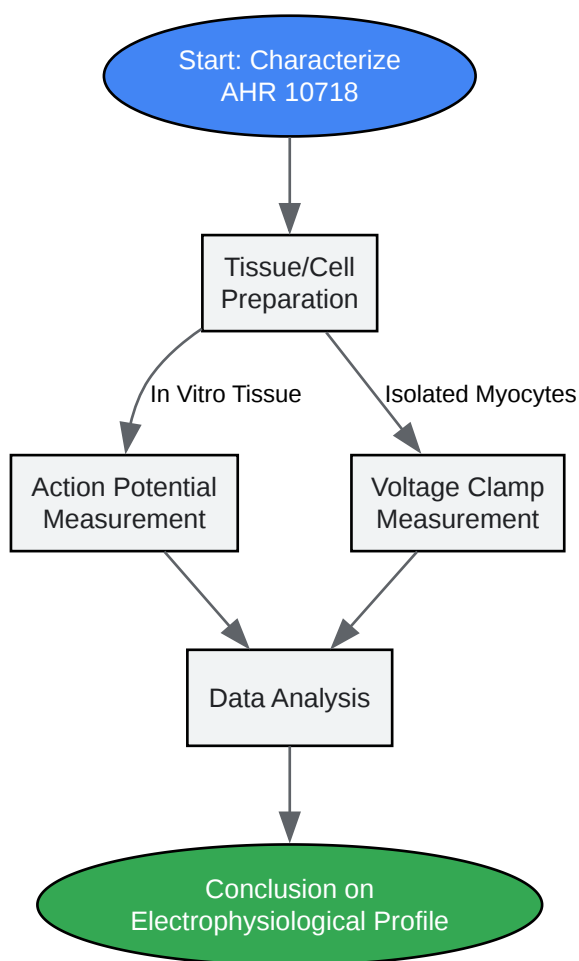 Start: Characterize
AHR 10718
Tissue/Cell
Preparation
In Vitro Tissue
Isolated Myocytes
Action Potential
Measurement
Voltage Clamp
Measurement
Data Analysis
Conclusion on
Electrophysiological Profile